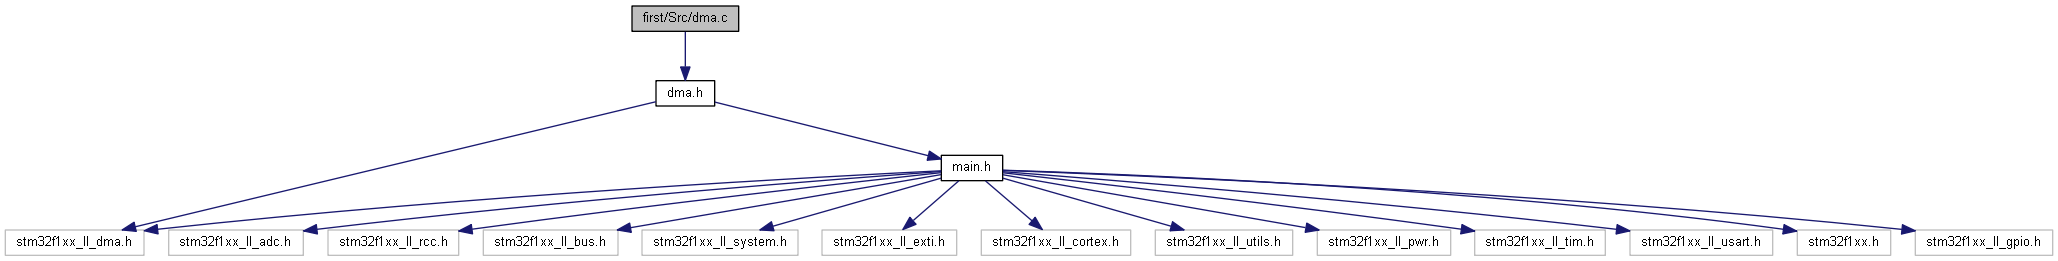 first/Src/dma.c
dma.h
main.h
stm32f1xx_ll_dma.h
stm32f1xx_ll_adc.h
stm32f1xx_ll_rcc.h
stm32f1xx_ll_bus.h
stm32f1xx_ll_system.h
stm32f1xx_ll_exti.h
stm32f1xx_ll_cortex.h
stm32f1xx_ll_utils.h
stm32f1xx_ll_pwr.h
stm32f1xx_ll_tim.h
stm32f1xx_ll_usart.h
stm32f1xx.h
stm32f1xx_ll_gpio.h